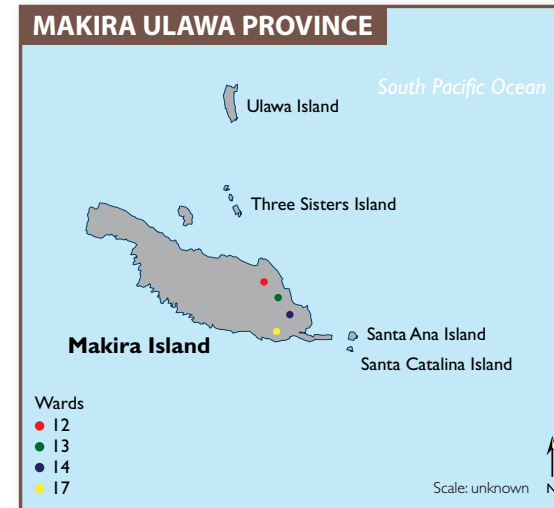 MAKIRA ULAWA PROVINCE
South Pacific Ocean
Ulawa Island
Three Sisters Island
Makira Island
Santa Ana Island
Santa Catalina Island
Wards
12
13
14
17
Scale: unknown
N